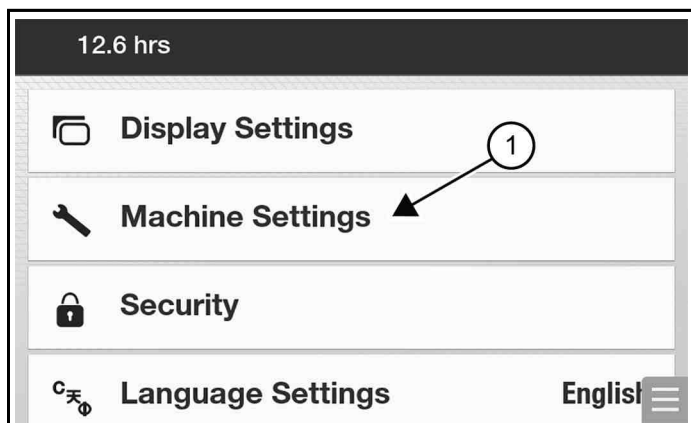 12.6 hrs
Display Settings
1
Machine Settings
Security
Language Settings Englis